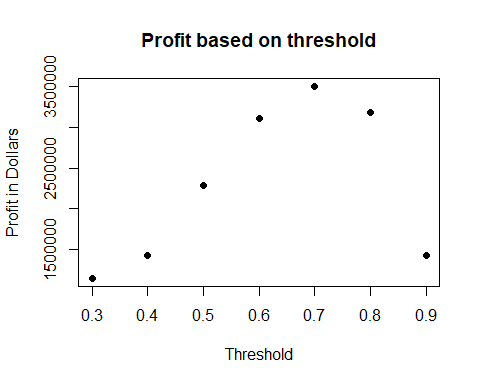 Profit based on threshold
3500000
2500000
1500000
Profit in Dollars
0.3 0.4 0.5 0.6 0.7 0.8 0.9
Threshold